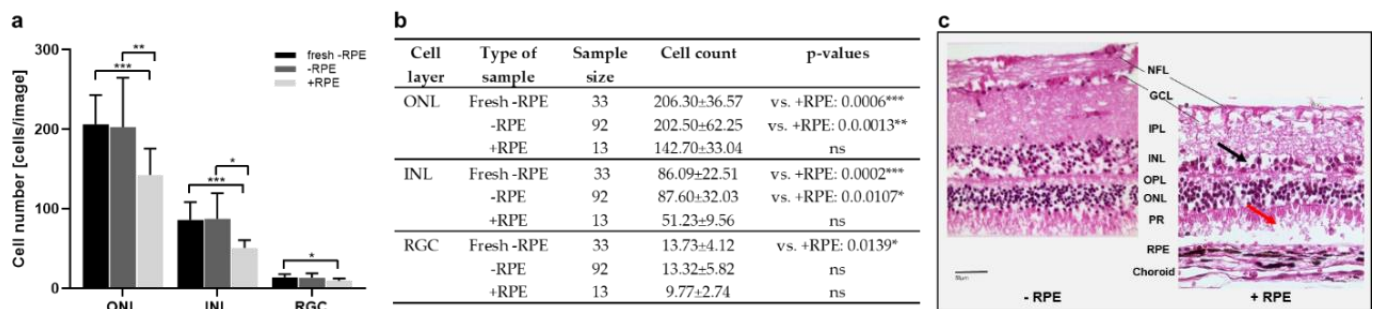 a
Cell number [cells/image]
300
200
100
0
**
***
*
***
*
fresh -RPE
-RPE
+RPE
ONL INL RGC
b
Cell layer Type of sample Sample size Cell count p-values
ONL Fresh -RPE 33 206.30±36.57 vs. +RPE: 0.0006***
-RPE 92 202.50±62.25 vs. +RPE: 0.0.0013**
+RPE 13 142.70±33.04 ns
INL Fresh -RPE 33 86.09±22.51 vs. +RPE: 0.0002***
-RPE 92 87.60±32.03 vs. +RPE: 0.0.0107*
+RPE 13 51.23±9.56 ns
RGC Fresh -RPE 33 13.73±4.12 vs. +RPE: 0.0139*
-RPE 92 13.32±5.82 ns
+RPE 13 9.77±2.74 ns
c
NFL
GCL
IPL
INL
OPL
ONL
PR
RPE
Choroid
- RPE
+ RPE